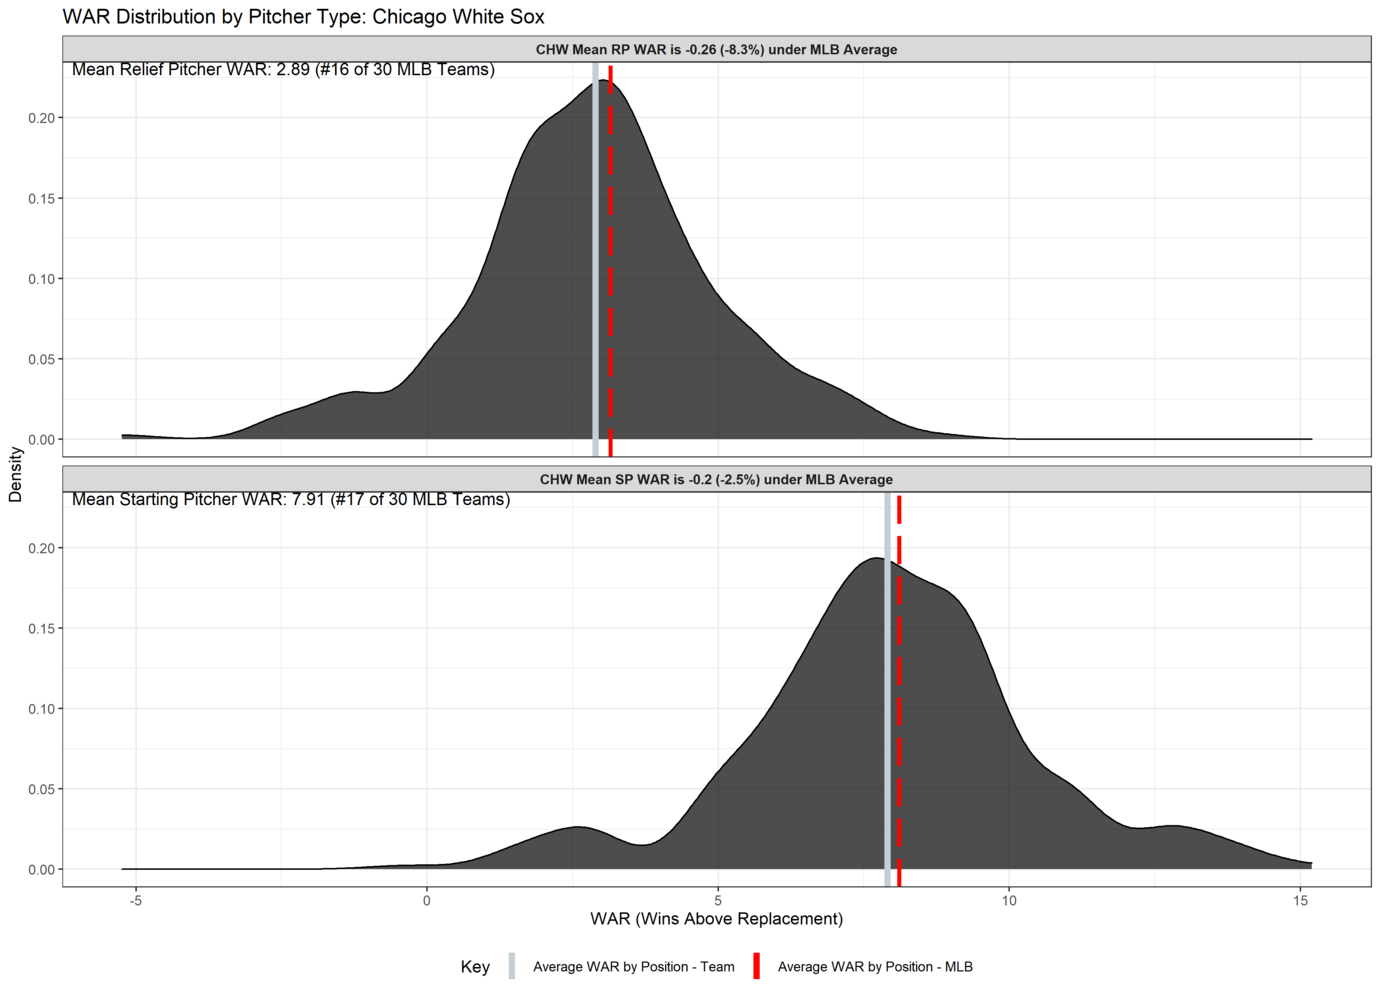 WAR Distribution by Pitcher Type: Chicago White Sox
CHW Mean RP WAR is -0.26 (-8.3%) under MLB Average
Mean Relief Pitcher WAR: 2.89 (#16 of 30 MLB Teams)
0.20
0.15
0.10
0.05
0.00
Density
CHW Mean SP WAR is -0.2 (-2.5%) under MLB Average
Mean Starting Pitcher WAR: 7.91 (#17 of 30 MLB Teams)
0.20
0.15
0.10
0.05
0.00
-5 0 5 10 15
WAR (Wins Above Replacement)
Key Average WAR by Position - Team Average WAR by Position - MLB